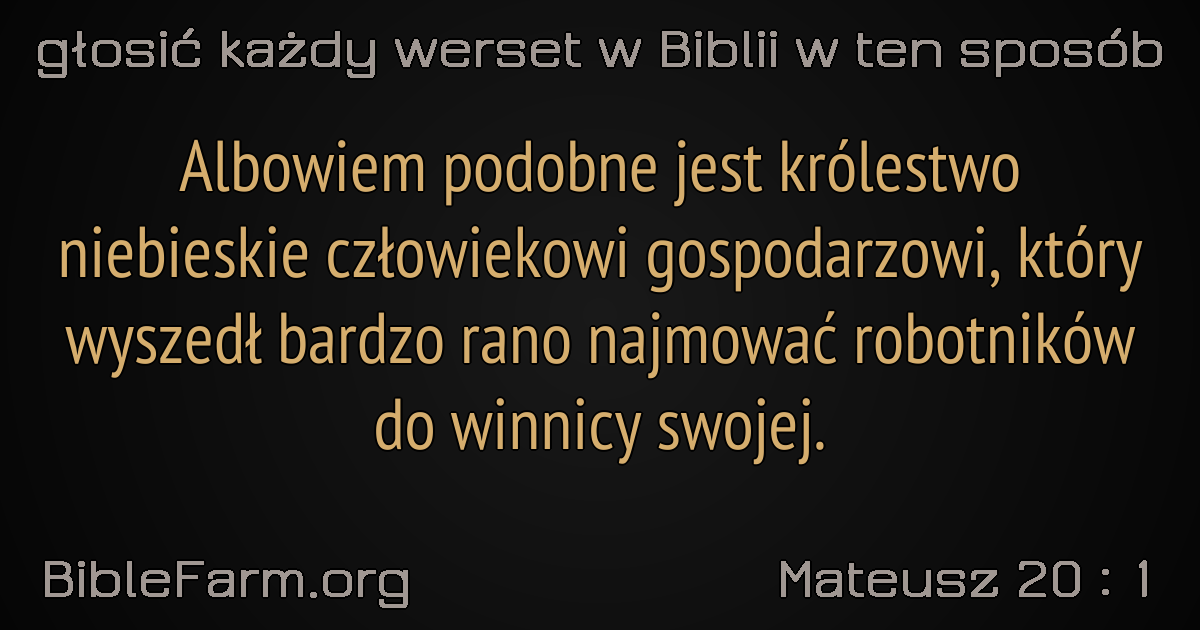 głosić każdy werset w Biblii w ten sposób
Albowiem podobne jest królestwo
niebieskie człowiekowi gospodarzowi, który
wyszedł bardzo rano najmować robotników
do winnicy swojej.
BibleFarm.org
Mateusz 20 : 1